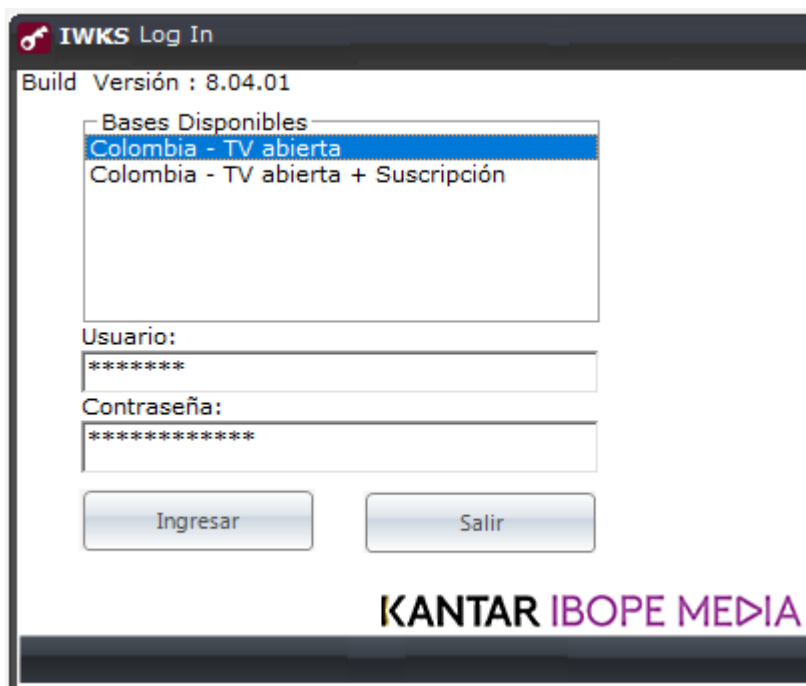 IWKS Log In
Build Versión : 8.04.01
Bases Disponibles
Colombia - TV abierta
Colombia - TV abierta + Suscripción
Usuario:
*******
Contraseña:
************
Ingresar Salir
KANTAR IBOPE MEDIA